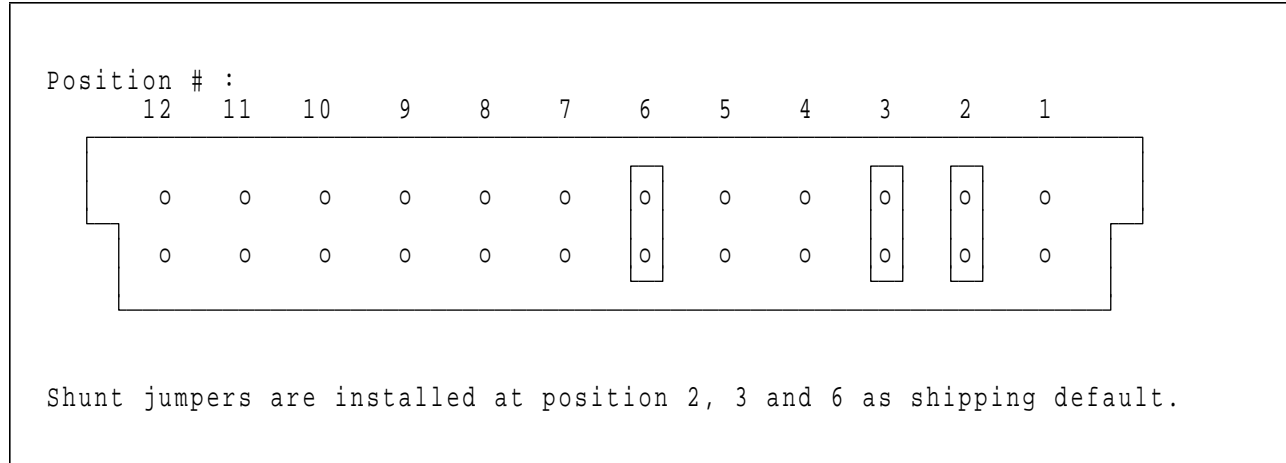 Position # :
12 11 10 9 8 7 6 5 4 3 2 1
o o o o o o o o o o o o
o o o o o o o o o o o o
Shunt jumpers are installed at position 2, 3 and 6 as shipping default.